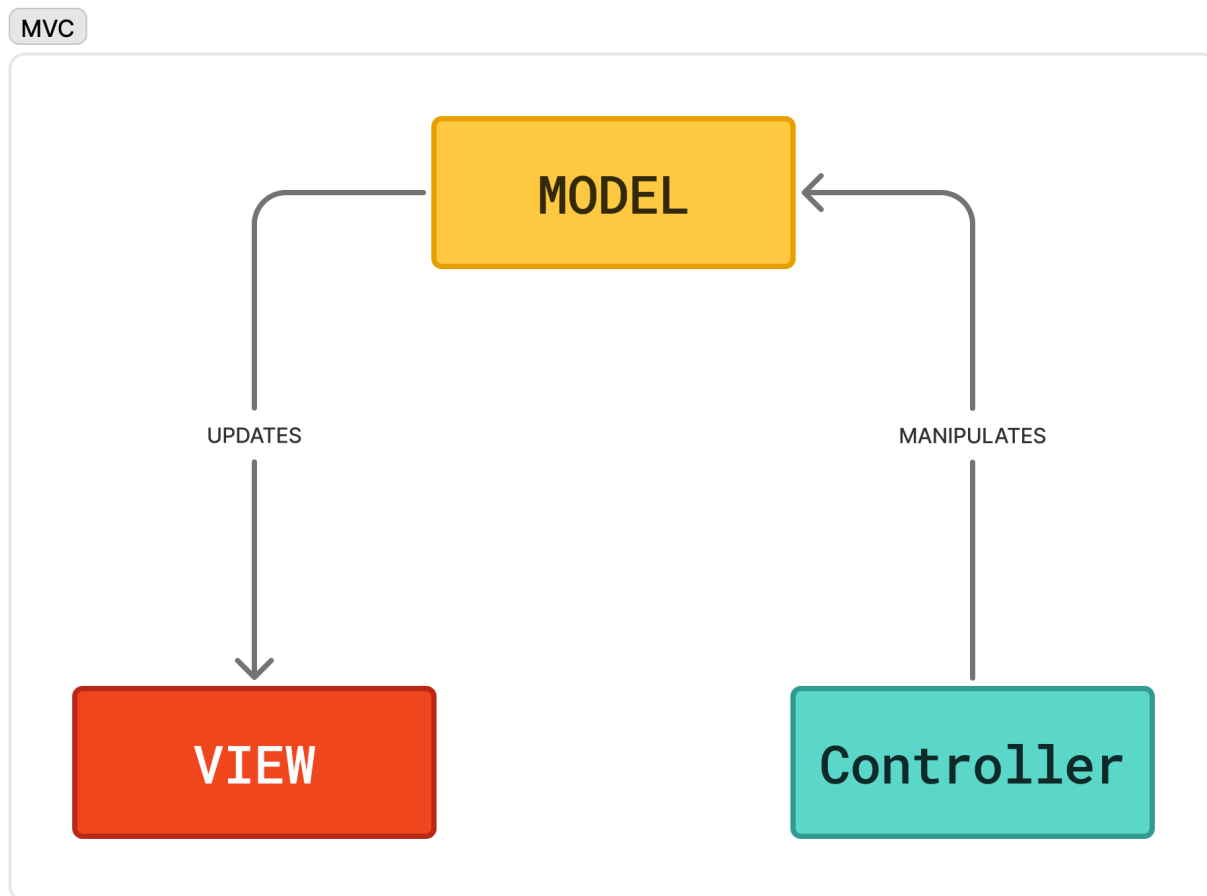 MVC
MODEL
UPDATES
MANIPULATES
VIEW
Controller